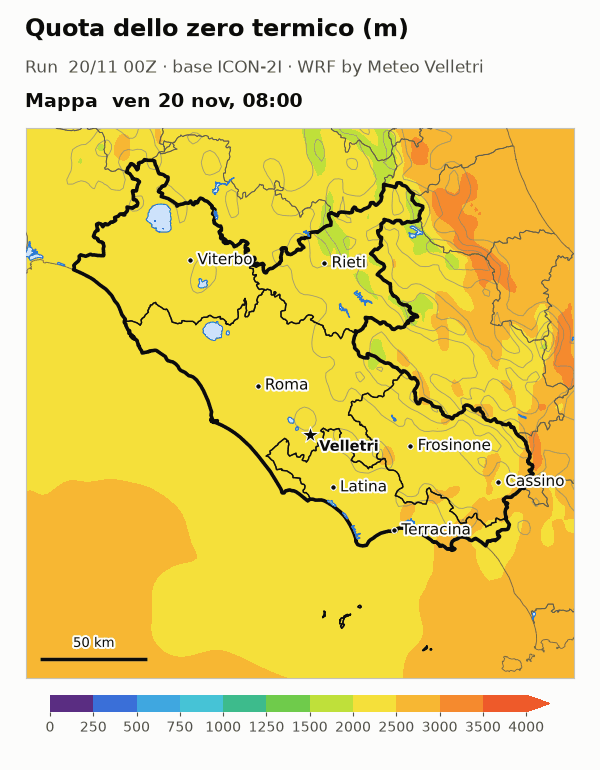 Quota dello zero termico (m)
Run  20/11 00Z · base ICON-2I · WRF by Meteo Velletri
Mappa  ven 20 nov, 08:00
Viterbo
Rieti
Roma
Velletri
Frosinone
Cassino
Latina
Terracina
50 km
0 250 500 750 1000 1250 1500 2000 2500 3000 3500 4000